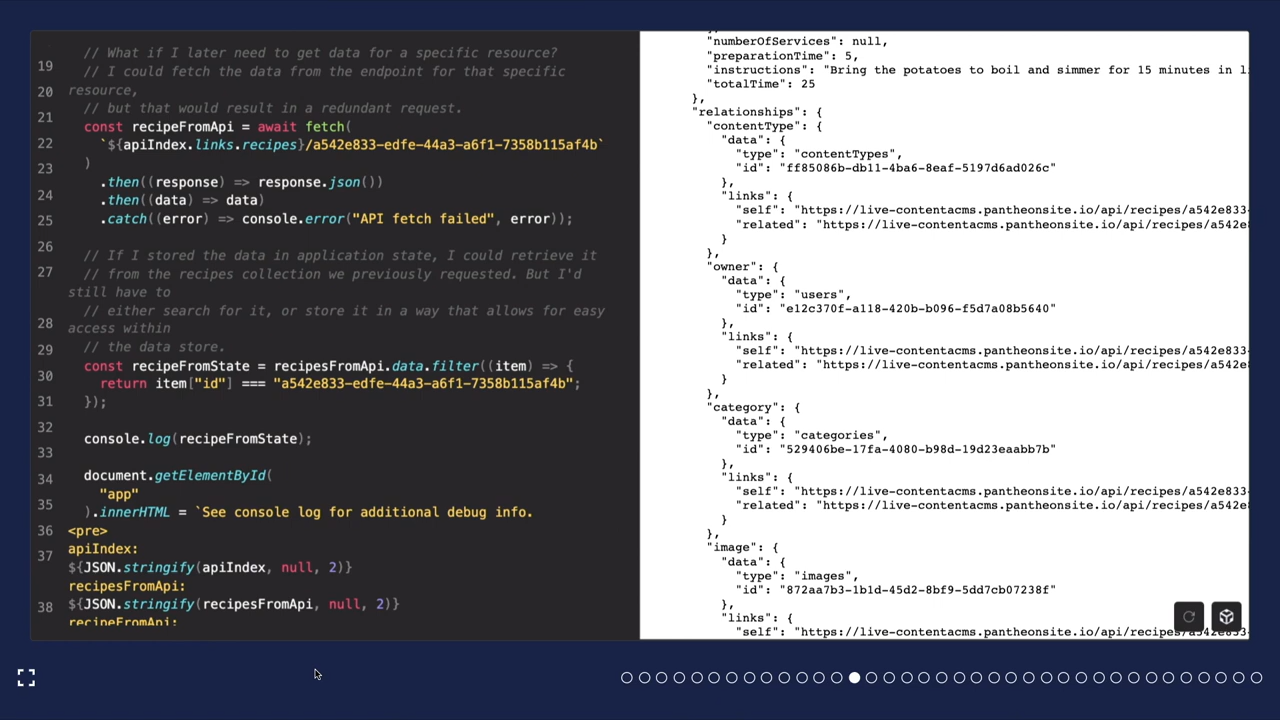 // What if I later need to get data for a specific resource?
19
// I could fetch the data from the endpoint for that specific
20
resource,
// but that would result in a redundant request.
21
const recipeFromApi = await fetch(
22
`${apiIndex.links.recipes}/a542e833-edfe-44a3-a6f1-7358b115af4b`
)
23
.then((response) => response.json())
24
.then((data) => data)
25
.catch((error) => console.error("API fetch failed", error));
26
// If I stored the data in application state, I could retrieve it
27
// from the recipes collection we previously requested. But I'd
still have to
// either search for it, or store it in a way that allows for easy
28
access within
29
// the data store.
const recipeFromState = recipesFromApi.data.filter((item) => {
30
return item["id"] === "a542e833-edfe-44a3-a6f1-7358b115af4b";
31
});
32
console.log(recipeFromState);
33
document.getElementById(
34
"app"
35
).innerHTML = `See console log for additional debug info.
36
<pre>
apiIndex:
37
${JSON.stringify(apiIndex, null, 2)}
recipesFromApi:
38
${JSON.stringify(recipesFromApi, null, 2)}
recipeFromApi:
},
"numberOfServices": null,
"preparationTime": 5,
"instructions": "Bring the potatoes to boil and simmer for 15 minutes in
"totalTime": 25
},
"relationships": {
"contentType": {
"data": {
"type": "contentTypes",
"id": "ff85086b-db11-4ba6-8eaf-5197d6ad026c"
},
"links": {
"self": "https://live-contentacms.pantheonsite.io/api/recipes/a542e833-
"related": "https://live-contentacms.pantheonsite.io/api/recipes/a542e8
}
},
"owner": {
"data": {
"type": "users",
"id": "e12c370f-a118-420b-b096-f5d7a08b5640"
},
"links": {
"self": "https://live-contentacms.pantheonsite.io/api/recipes/a542e833-
"related": "https://live-contentacms.pantheonsite.io/api/recipes/a542e8
}
},
"category": {
"data": {
"type": "categories",
"id": "529406be-17fa-4080-b98d-19d23eaabb7b"
},
"links": {
"self": "https://live-contentacms.pantheonsite.io/api/recipes/a542e833-
"related": "https://live-contentacms.pantheonsite.io/api/recipes/a542e8
}
},
"image": {
"data": {
"type": "images",
"id": "872aa7b3-1b1d-45d2-8bf9-5dd7cb07238f"
},
"links": {
"self": "https://live-contentacms.pantheonsite.io/api/recipes/a542e833-